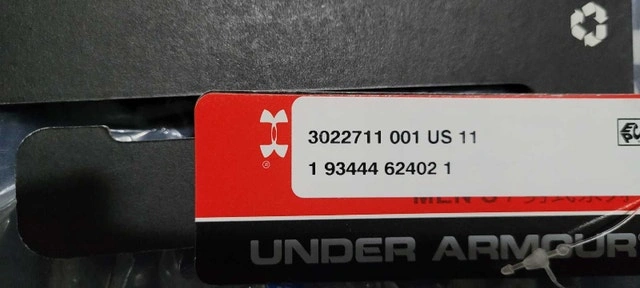 3022711 001 US 11
1 93444 62402 1
UNDER ARMOUR